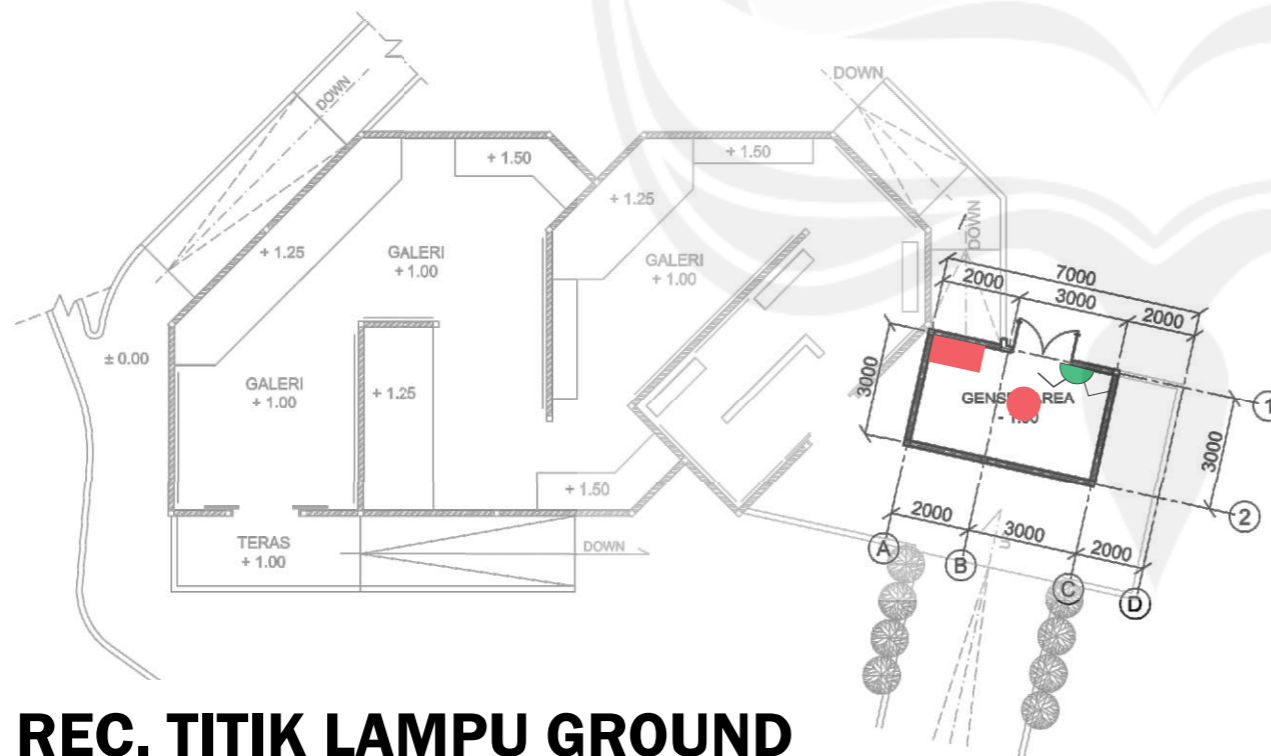 DOWN
DOWN
+ 1.50
+ 1.50
+ 1.25
+ 1.25
GALERI
+ 1.00
GALERI
+ 1.00
DOWN
7000
2000
3000
2000
± 0.00
3000
GALERI
+ 1.00
+ 1.25
1
3000
+ 1.50
2
2000
3000
2000
TERAS
+ 1.00
DOWN
A
B
C
D
REC. TITIK LAMPU GROUND